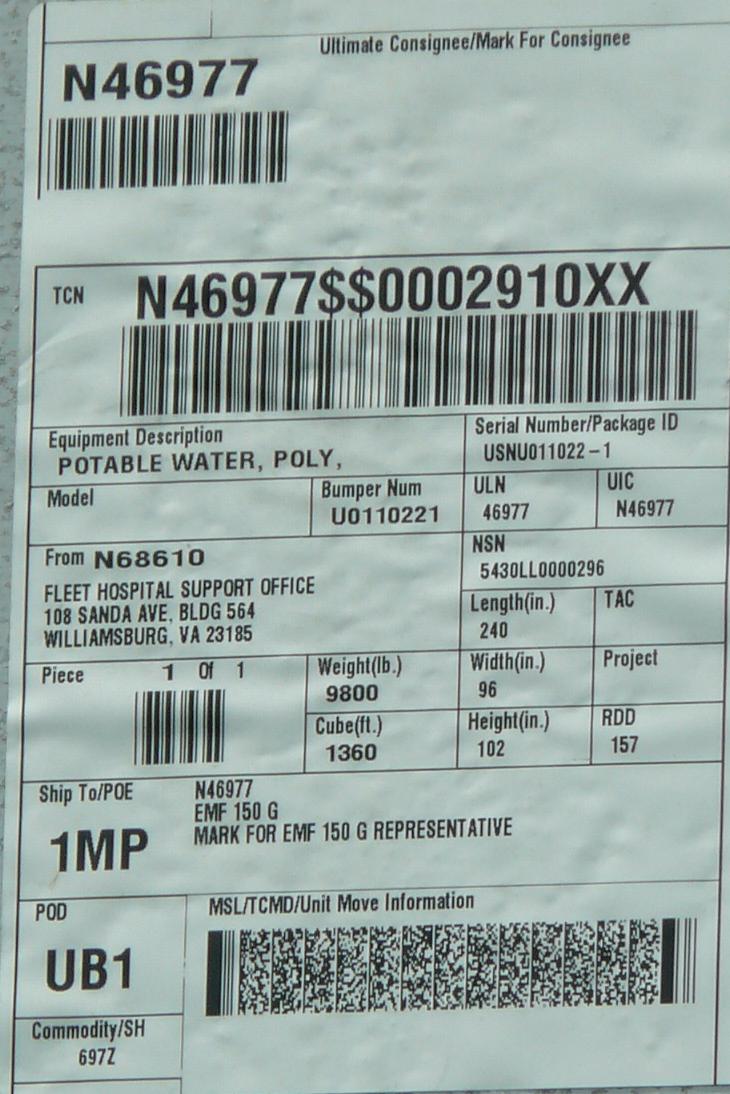 Ultimate Consignee/Mark For Consignee
N46977
TCN N46977$$0002910XX
Equipment Description
POTABLE WATER, POLY,
Serial Number/Package ID
USNU011022-1
Model
Bumper Num
U0110221
ULN
46977
UIC
N46977
From N68610
FLEET HOSPITAL SUPPORT OFFICE
108 SANDA AVE, BLDG 564
WILLIAMSBURG, VA 23185
NSN
5430LL0000296
Length(in.)
240
TAC
Piece 1 Of 1
Weight(lb.)
9800
Width(in.)
96
Project
Cube(ft.)
1360
Height(in.)
102
RDD
157
Ship To/POE
1MP
N46977
EMF 150 G
MARK FOR EMF 150 G REPRESENTATIVE
POD
UB1
MSL/TCMD/Unit Move Information
Commodity/SH
697Z